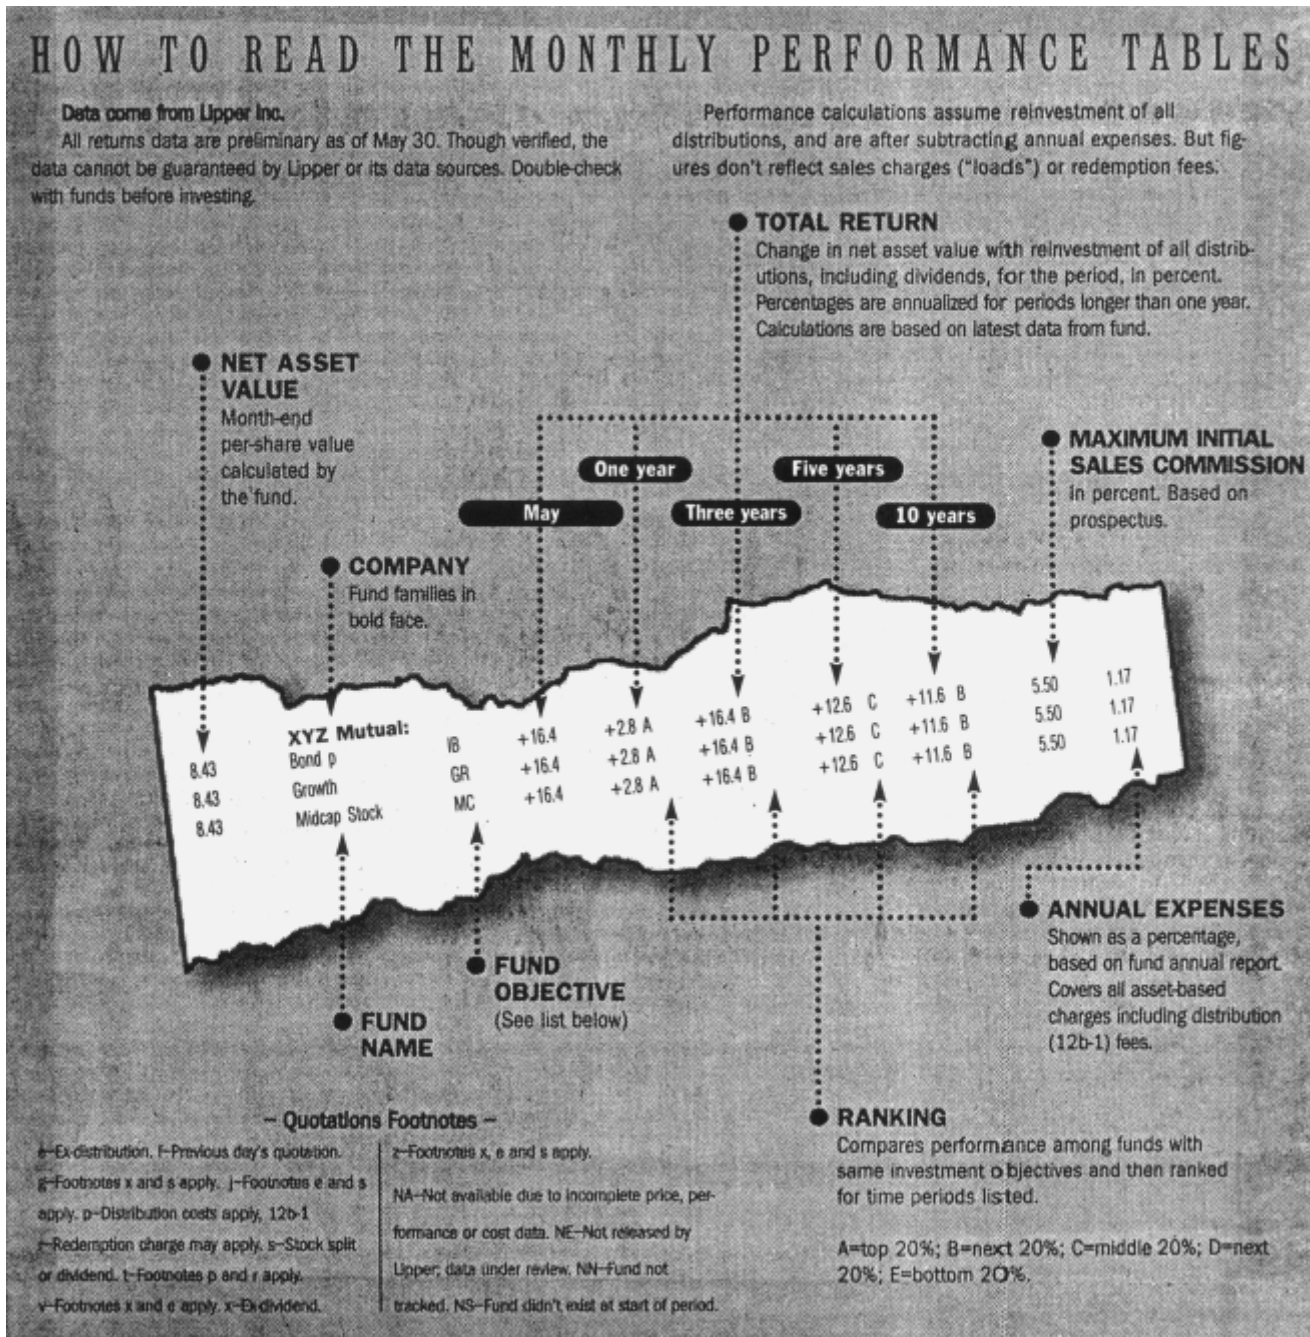 HOW TO READ THE MONTHLY PERFORMANCE TABLES
Data come from Lipper Inc.
All returns data are preliminary as of May 30. Though verified, the
data cannot be guaranteed by Lipper or its data sources. Double-check
with funds before investing.
Performance calculations assume reinvestment of all
distributions, and are after subtracting annual expenses. But fig-
ures don't reflect sales charges ("loads") or redemption fees.
TOTAL RETURN
Change in net asset value with reinvestment of all distrib-
utions, including dividends, for the period, in percent.
Percentages are annualized for periods longer than one year.
Calculations are based on latest data from fund.
NET ASSET
VALUE
Month-end
per-share value
calculated by
the fund.
MAXIMUM INITIAL
SALES COMMISSION
In percent. Based on
prospectus.
One year
Five years
May
Three years
10 years
COMPANY
Fund families in
bold face.
XYZ Mutual:
8.43 Bond p IB +16.4 +2.8 A +16.4 B +12.6 C +11.6 B 5.50 1.17
8.43 Growth GR +16.4 +2.8 A +16.4 B +12.6 C +11.6 B 5.50 1.17
8.43 Midcap Stock MC +16.4 +2.8 A +16.4 B +12.6 C +11.6 B 5.50 1.17
FUND
NAME
FUND
OBJECTIVE
(See list below)
ANNUAL EXPENSES
Shown as a percentage,
based on fund annual report.
Covers all asset-based
charges including distribution
(12b-1) fees.
RANKING
Compares performance among funds with
same investment objectives and then ranked
for time periods listed.
A=top 20%; B=next 20%; C=middle 20%; D=next
20%; E=bottom 20%.
– Quotations Footnotes –
e–Ex-distribution. f–Previous day's quotation.
g–Footnotes x and s apply. j–Footnotes e and s
apply. p–Distribution costs apply, 12b-1
r–Redemption charge may apply. s–Stock split
or dividend. t–Footnotes p and r apply.
v–Footnotes x and e apply. x–Ex-dividend.
z–Footnotes x, e and s apply.
NA–Not available due to incomplete price, per-
formance or cost data. NE–Not released by
Lipper; data under review. NN–Fund not
tracked. NS–Fund didn't exist at start of period.